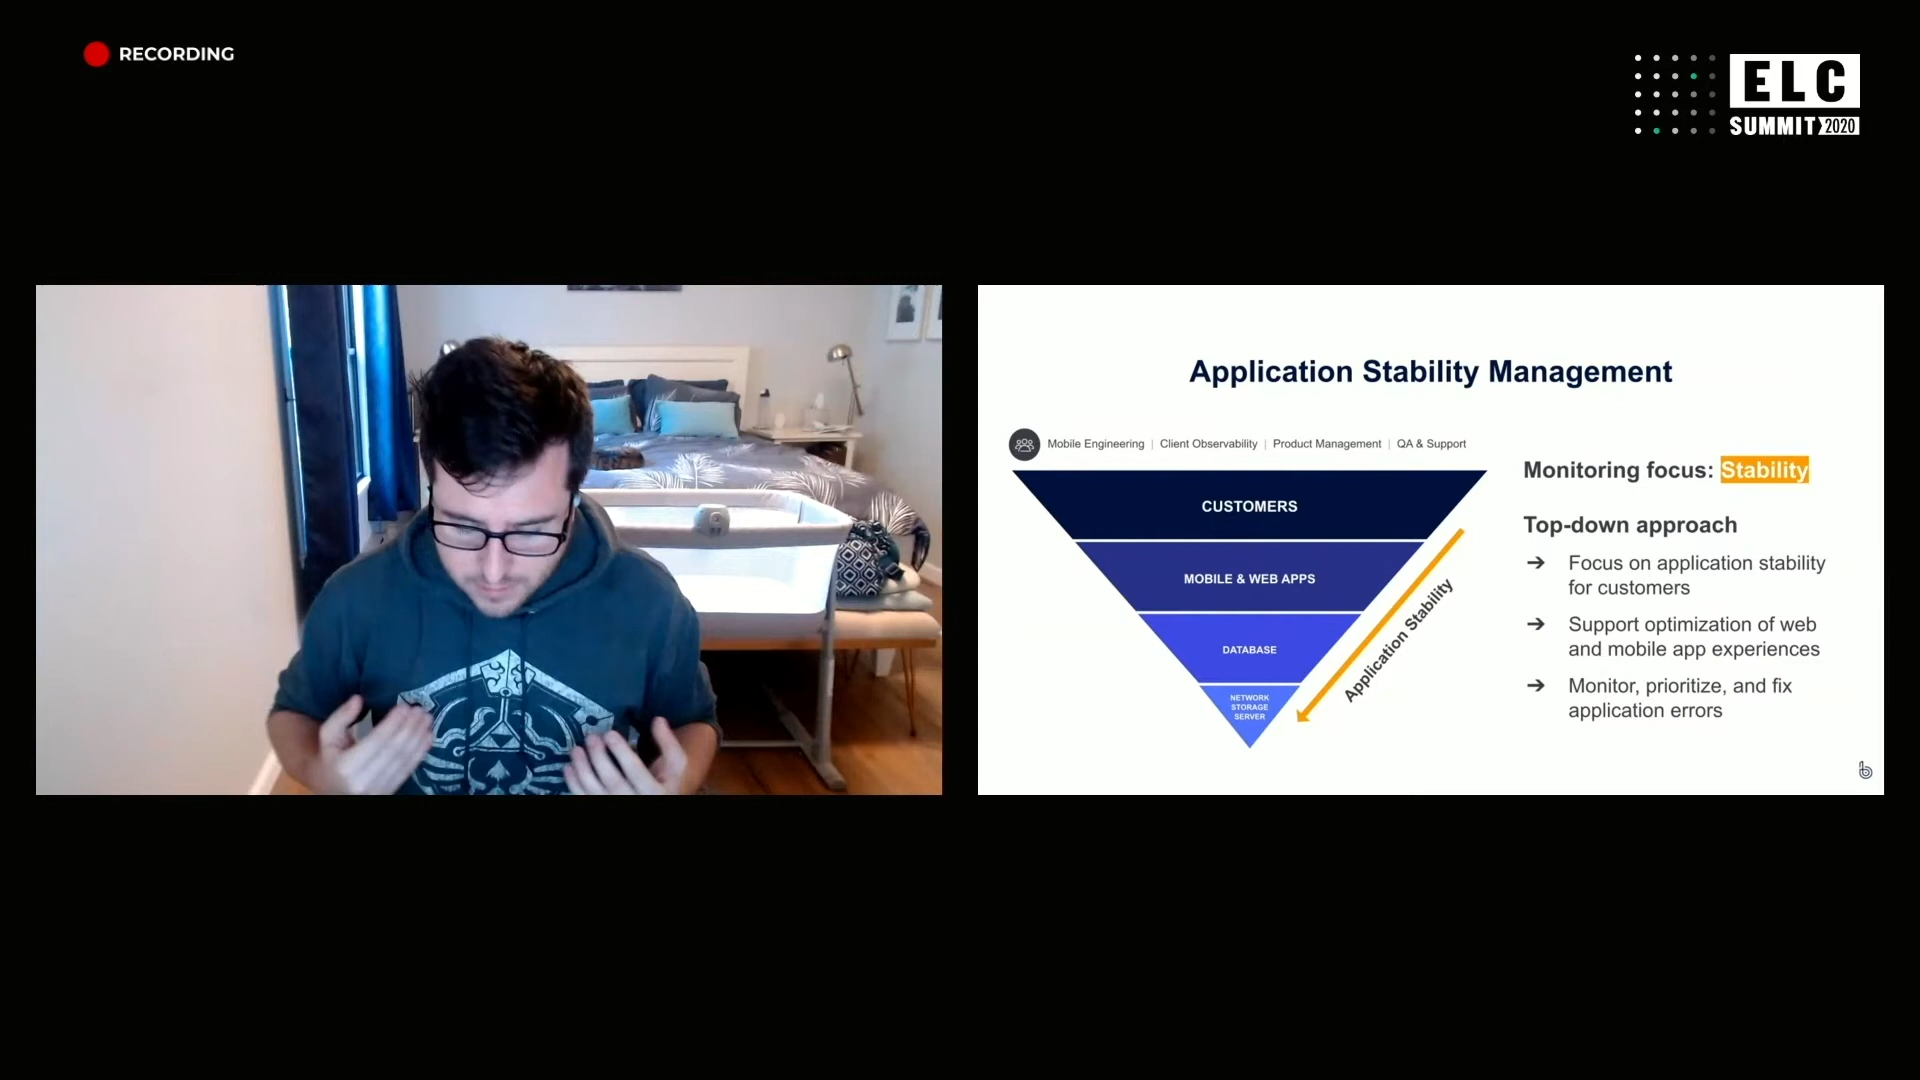 RECORDING
ELC
SUMMIT 2020
Application Stability Management
Mobile Engineering | Client Observability | Product Management | QA & Support
CUSTOMERS
MOBILE & WEB APPS
DATABASE
NETWORK
STORAGE
SERVER
Application Stability
Monitoring focus: Stability
Top-down approach
➔ Focus on application stability
for customers
➔ Support optimization of web
and mobile app experiences
➔ Monitor, prioritize, and fix
application errors